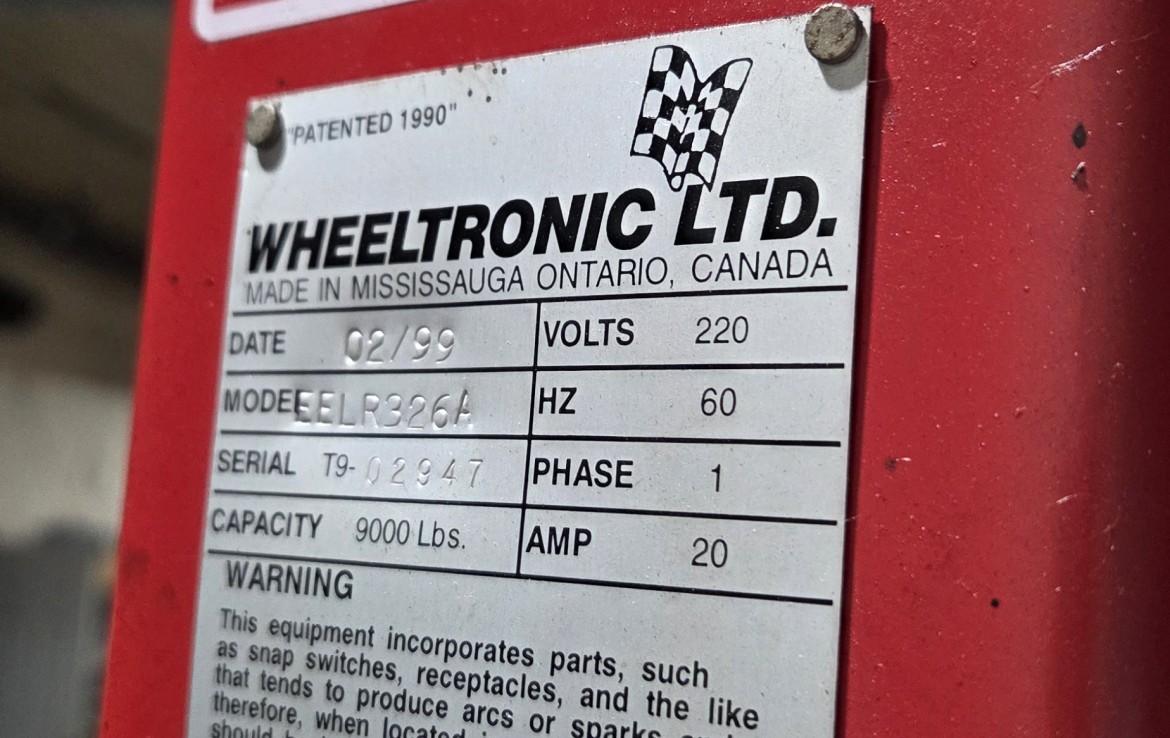 "PATENTED 1990"
WHEELTRONIC LTD.
MADE IN MISSISSAUGA ONTARIO, CANADA
DATE 02/99 VOLTS 220
MODEL EELR326A HZ 60
SERIAL T9-02947 PHASE 1
CAPACITY 9000 Lbs. AMP 20
WARNING
This equipment incorporates parts, such
as snap switches, receptacles, and the like
that tends to produce arcs or sparks
therefore, when located
should